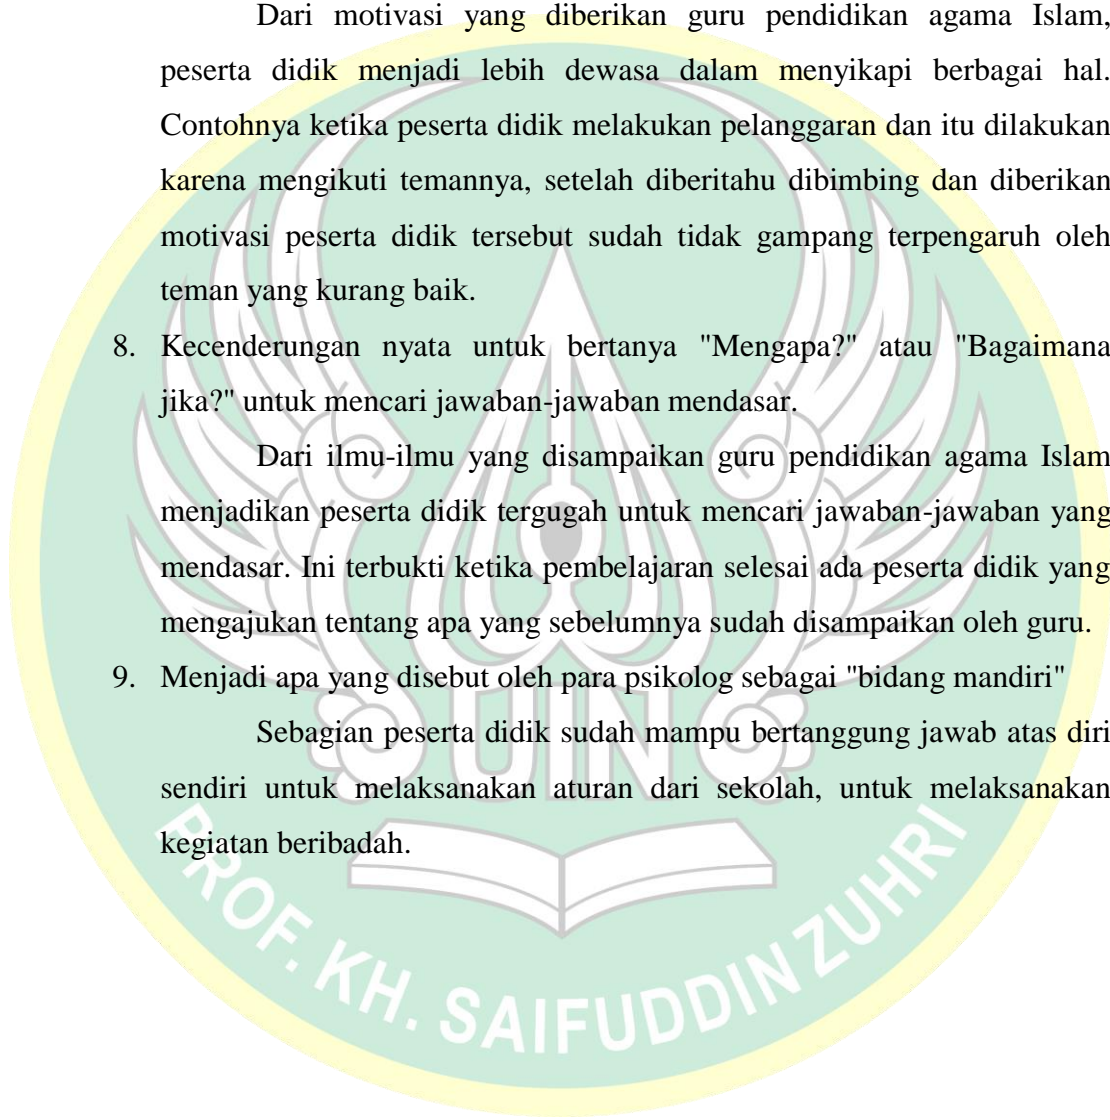 Dari motivasi yang diberikan guru pendidikan agama Islam,
peserta didik menjadi lebih dewasa dalam menyikapi berbagai hal.
Contohnya ketika peserta didik melakukan pelanggaran dan itu dilakukan
karena mengikuti temannya, setelah diberitahu dibimbing dan diberikan
motivasi peserta didik tersebut sudah tidak gampang terpengaruh oleh
teman yang kurang baik.
8. Kecenderungan nyata untuk bertanya "Mengapa?" atau "Bagaimana
jika?" untuk mencari jawaban-jawaban mendasar.
Dari ilmu-ilmu yang disampaikan guru pendidikan agama Islam
menjadikan peserta didik tergugah untuk mencari jawaban-jawaban yang
mendasar. Ini terbukti ketika pembelajaran selesai ada peserta didik yang
mengajukan tentang apa yang sebelumnya sudah disampaikan oleh guru.
9. Menjadi apa yang disebut oleh para psikolog sebagai "bidang mandiri"
Sebagian peserta didik sudah mampu bertanggung jawab atas diri
sendiri untuk melaksanakan aturan dari sekolah, untuk melaksanakan
kegiatan beribadah.
UIN
PROF. KH. SAIFUDDIN ZUHRI